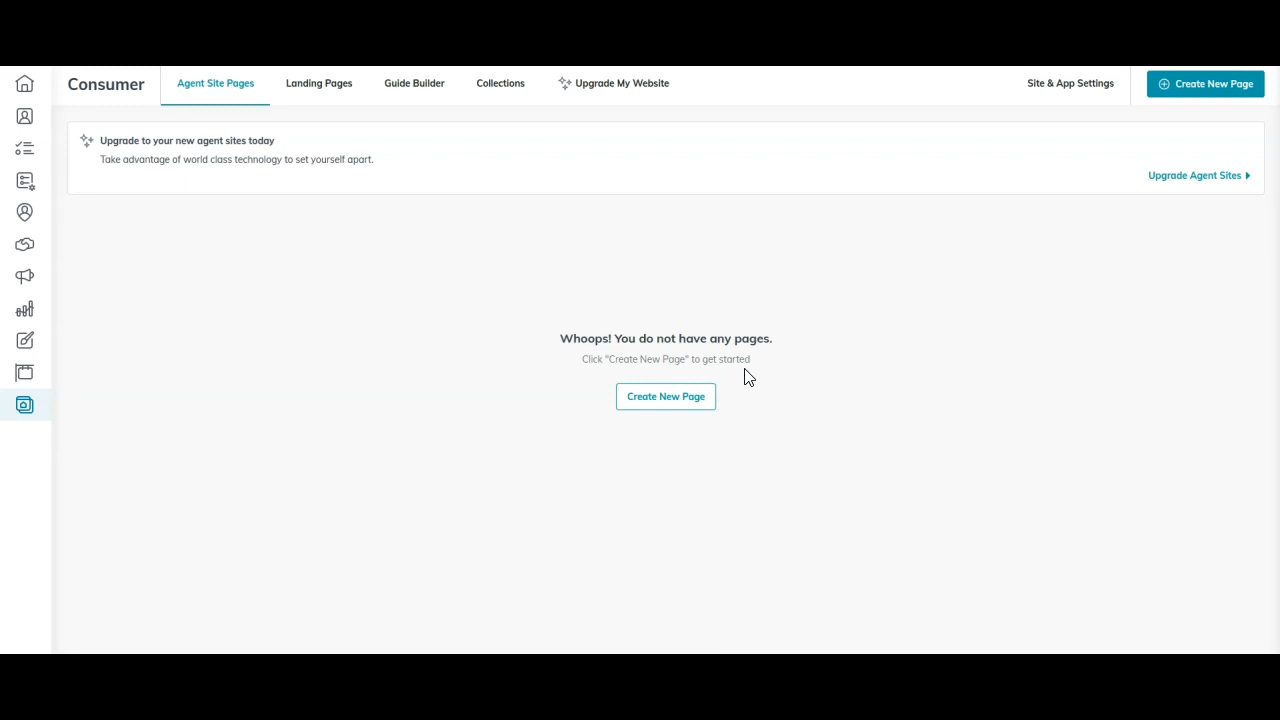 Consumer
Agent Site Pages
Landing Pages
Guide Builder
Collections
Upgrade My Website
Site & App Settings
Create New Page
Upgrade to your new agent sites today
Take advantage of world class technology to set yourself apart.
Upgrade Agent Sites
Whoops! You do not have any pages.
Click "Create New Page" to get started
Create New Page